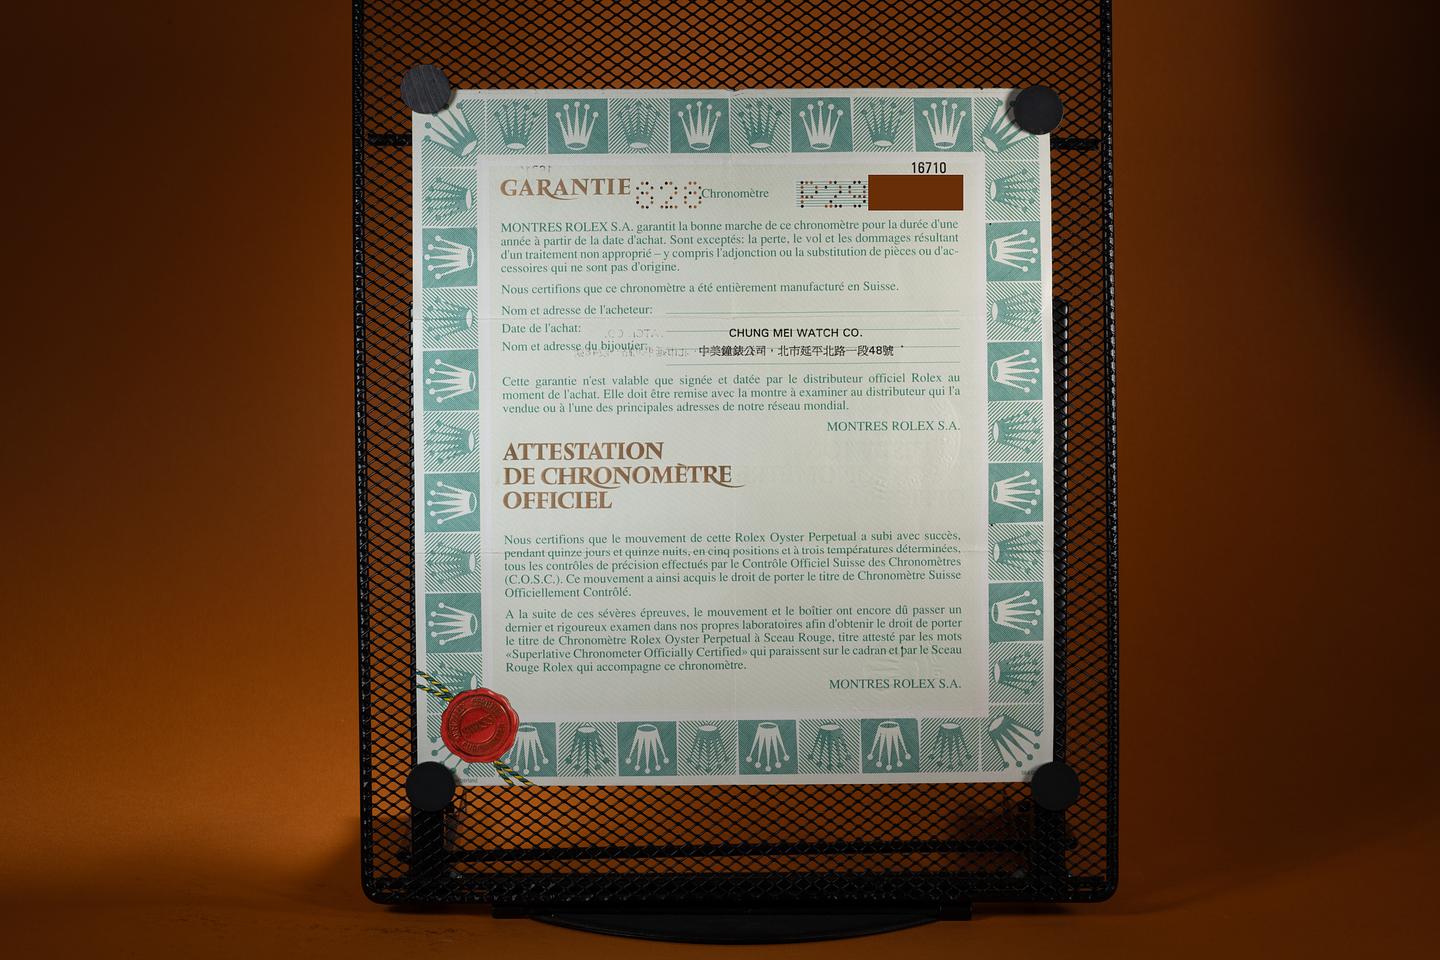 16710
GARANTIE 828 Chronomètre P29
MONTRES ROLEX S.A. garantit la bonne marche de ce chronomètre pour la durée d'une
année à partir de la date d'achat. Sont exceptés: la perte, le vol et les dommages résultant
d'un traitement non approprié – y compris l'adjonction ou la substitution de pièces ou d'ac-
cessoires qui ne sont pas d'origine.
Nous certifions que ce chronomètre a été entièrement manufacturé en Suisse.
Nom et adresse de l'acheteur:
Date de l'achat:
CHUNG MEI WATCH CO.
Nom et adresse du bijoutier:
中美鐘錶公司，北市延平北路一段48號
Cette garantie n'est valable que signée et datée par le distributeur officiel Rolex au
moment de l'achat. Elle doit être remise avec la montre à examiner au distributeur qui l'a
vendue ou à l'une des principales adresses de notre réseau mondial.
MONTRES ROLEX S.A.
ATTESTATION
DE CHRONOMÈTRE
OFFICIEL
Nous certifions que le mouvement de cette Rolex Oyster Perpetual a subi avec succès,
pendant quinze jours et quinze nuits, en cinq positions et à trois températures déterminées,
tous les contrôles de précision effectués par le Contrôle Officiel Suisse des Chronomètres
(C.O.S.C.). Ce mouvement a ainsi acquis le droit de porter le titre de Chronomètre Suisse
Officiellement Contrôlé.
A la suite de ces sévères épreuves, le mouvement et le boîtier ont encore dû passer un
dernier et rigoureux examen dans nos propres laboratoires afin d'obtenir le droit de porter
le titre de Chronomètre Rolex Oyster Perpetual à Sceau Rouge, titre attesté par les mots
«Superlative Chronometer Officially Certified» qui paraissent sur le cadran et par le Sceau
Rouge Rolex qui accompagne ce chronomètre.
MONTRES ROLEX S.A.